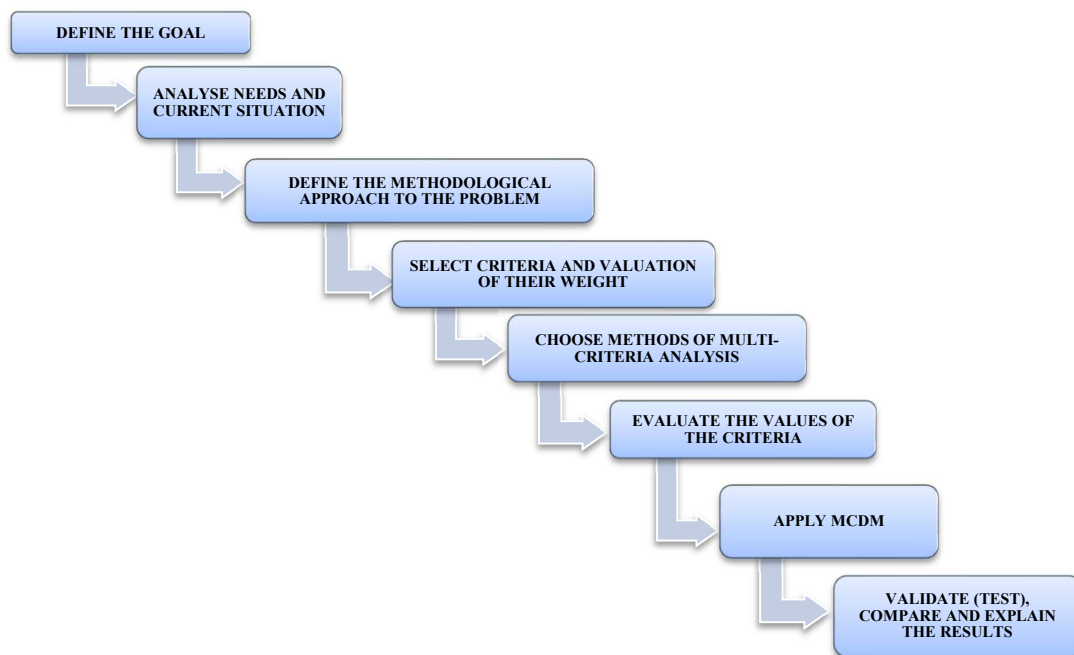 DEFINE THE GOAL
ANALYSE NEEDS AND
CURRENT SITUATION
DEFINE THE METHODOLOGICAL
APPROACH TO THE PROBLEM
SELECT CRITERIA AND VALUATION
OF THEIR WEIGHT
CHOOSE METHODS OF MULTI-
CRITERIA ANALYSIS
EVALUATE THE VALUES OF
THE CRITERIA
APPLY MCDM
VALIDATE (TEST),
COMPARE AND EXPLAIN
THE RESULTS